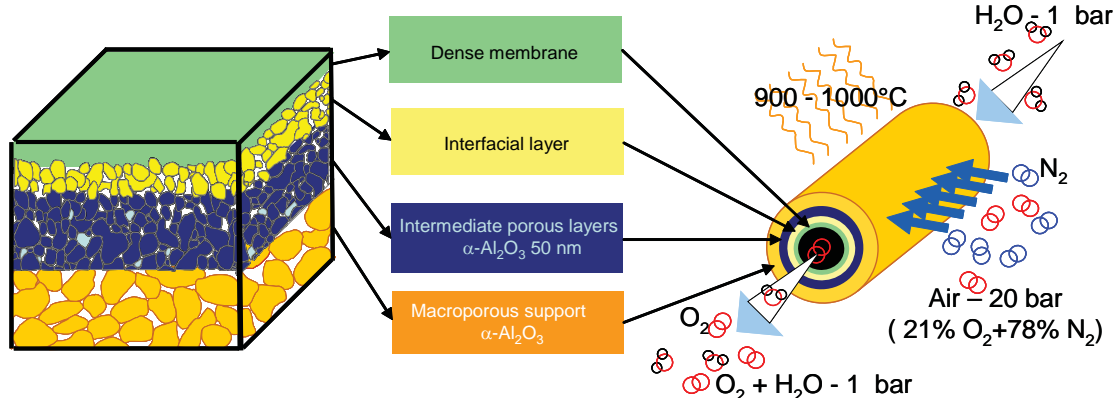 Dense membrane
Interfacial layer
Intermediate porous layers
α-Al₂O₃ 50 nm
Macroporous support
α-Al₂O₃
H₂O - 1 bar
900 - 1000°C
N₂
Air – 20 bar
( 21% O₂+78% N₂)
O₂
O₂ + H₂O - 1 bar